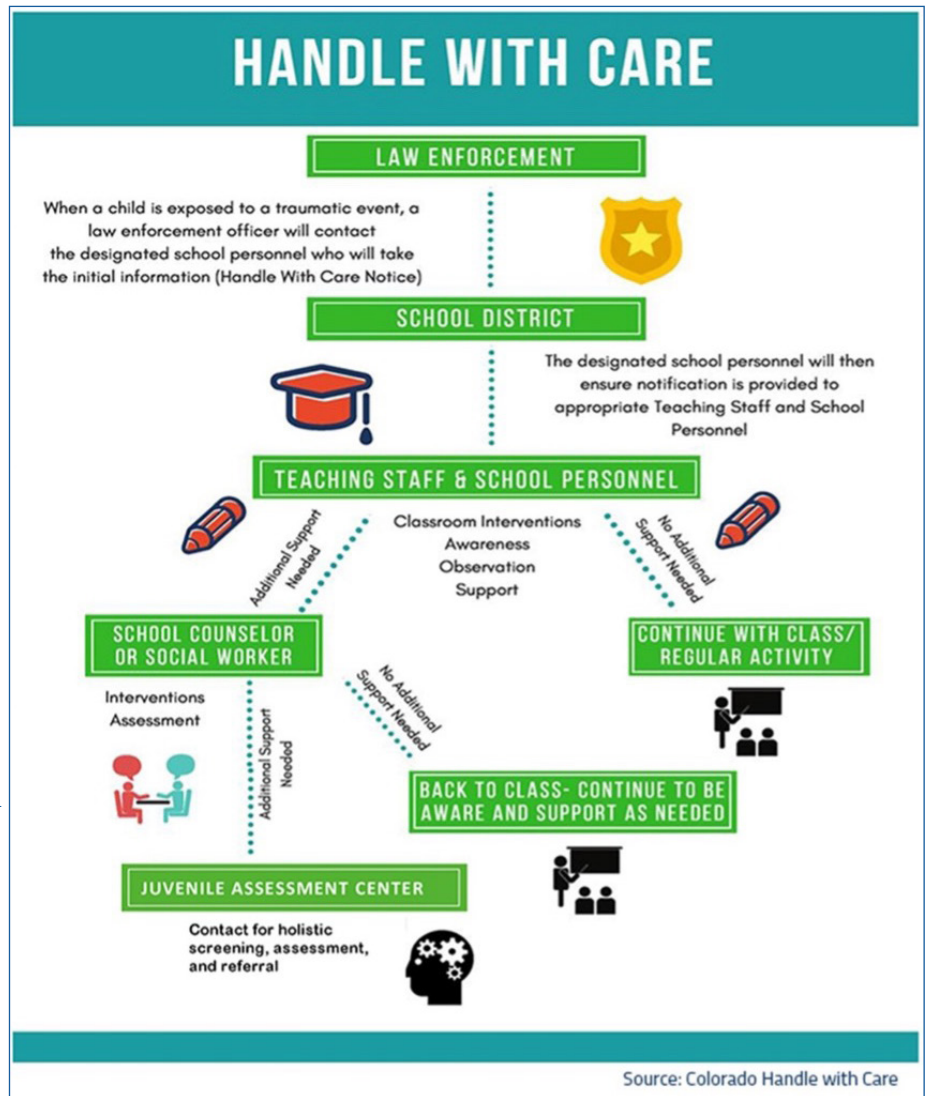 HANDLE WITH CARE
LAW ENFORCEMENT
When a child is exposed to a traumatic event, a
law enforcement officer will contact
the designated school personnel who will take
the initial information (Handle With Care Notice)
SCHOOL DISTRICT
The designated school personnel will then
ensure notification is provided to
appropriate Teaching Staff and School
Personnel
TEACHING STAFF & SCHOOL PERSONNEL
Additional Support
Needed
Classroom Interventions
Awareness
Observation
Support
No Additional
Support Needed
SCHOOL COUNSELOR
OR SOCIAL WORKER
CONTINUE WITH CLASS/
REGULAR ACTIVITY
Interventions
Assessment
Additional Support
Needed
No Additional
Support Needed
BACK TO CLASS- CONTINUE TO BE
AWARE AND SUPPORT AS NEEDED
JUVENILE ASSESSMENT CENTER
Contact for holistic
screening, assessment,
and referral
Source: Colorado Handle with Care